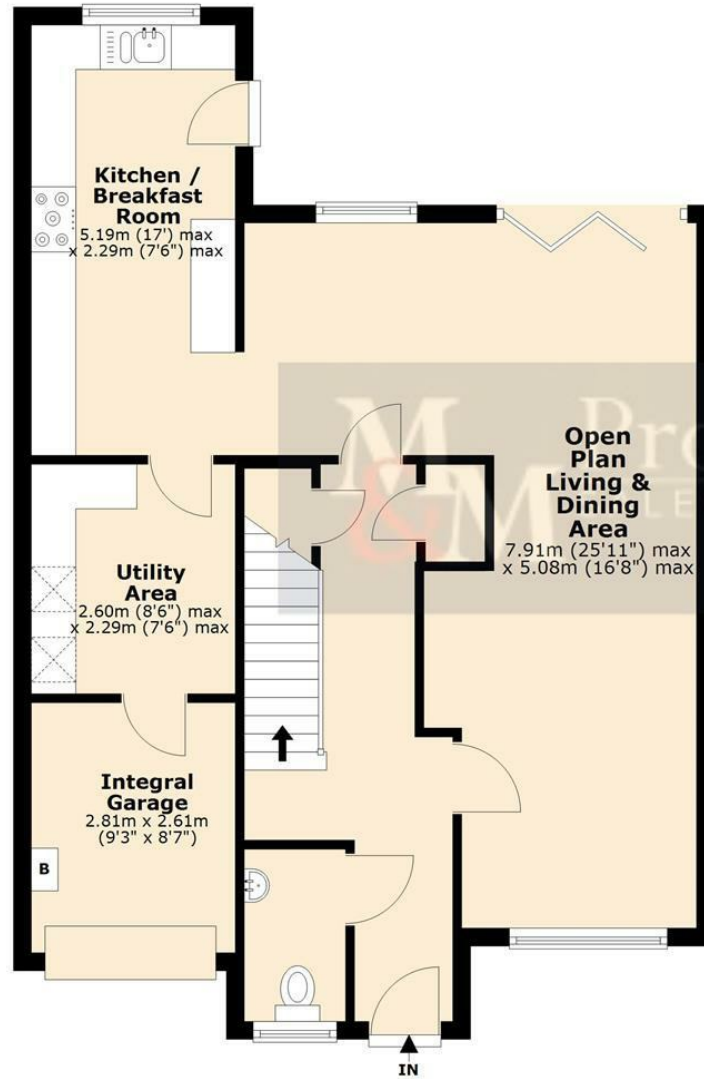 Kitchen /
Breakfast
Room
5.19m (17') max
x 2.29m (7'6") max
M
&
M
Open
Plan
Living &
Dining
Area
7.91m (25'11") max
x 5.08m (16'8") max
Utility
Area
2.60m (8'6") max
x 2.29m (7'6") max
Integral
Garage
2.81m x 2.61m
(9'3" x 8'7")
B
IN